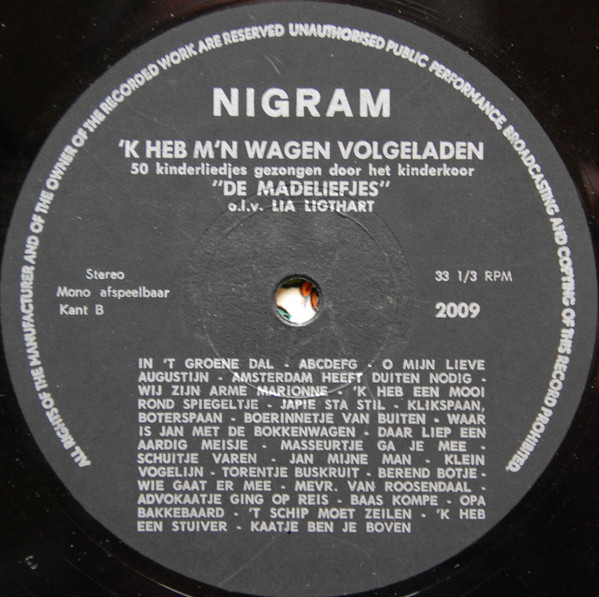 ALL RIGHTS OF THE MANUFACTURER AND OF THE OWNER OF THE RECORDED WORK ARE RESERVED UNAUTHORISED PUBLIC PERFORMANCE, BROADCASTING AND COPYING OF THIS RECORD PROHIBITED.
NIGRAM
'K HEB M'N WAGEN VOLGELADEN
50 kinderliedjes gezongen door het kinderkoor
"DE MADELIEFJES"
o.l.v. LIA LIGTHART
Stereo
Mono afspeelbaar
Kant B
33 1/3 RPM
2009
IN 'T GROENE DAL - ABCDEFG - O MIJN LIEVE
AUGUSTIJN - AMSTERDAM HEEFT DUITEN NODIG -
WIJ ZIJN ARME MARIONNE - 'K HEB EEN MOOI
ROND SPIEGELTJE - JAPIE STA STIL - KLIKSPAAN,
BOTERSPAAN - BOERINNETJE VAN BUITEN - WAAR
IS JAN MET DE BOKKENWAGEN - DAAR LIEP EEN
AARDIG MEISJE - MASSEURTJE GA JE MEE -
SCHUITJE VAREN - JAN MIJNE MAN - KLEIN
VOGELIJN - TORENTJE BUSKRUIT - BEREND BOTJE -
WIE GAAT ER MEE - MEVR. VAN ROOSENDAAL -
ADVOKAATJE GING OP REIS - BAAS KOMPE - OPA
BAKKEBAARD - 'T SCHIP MOET ZEILEN - 'K HEB
EEN STUIVER - KAATJE BEN JE BOVEN